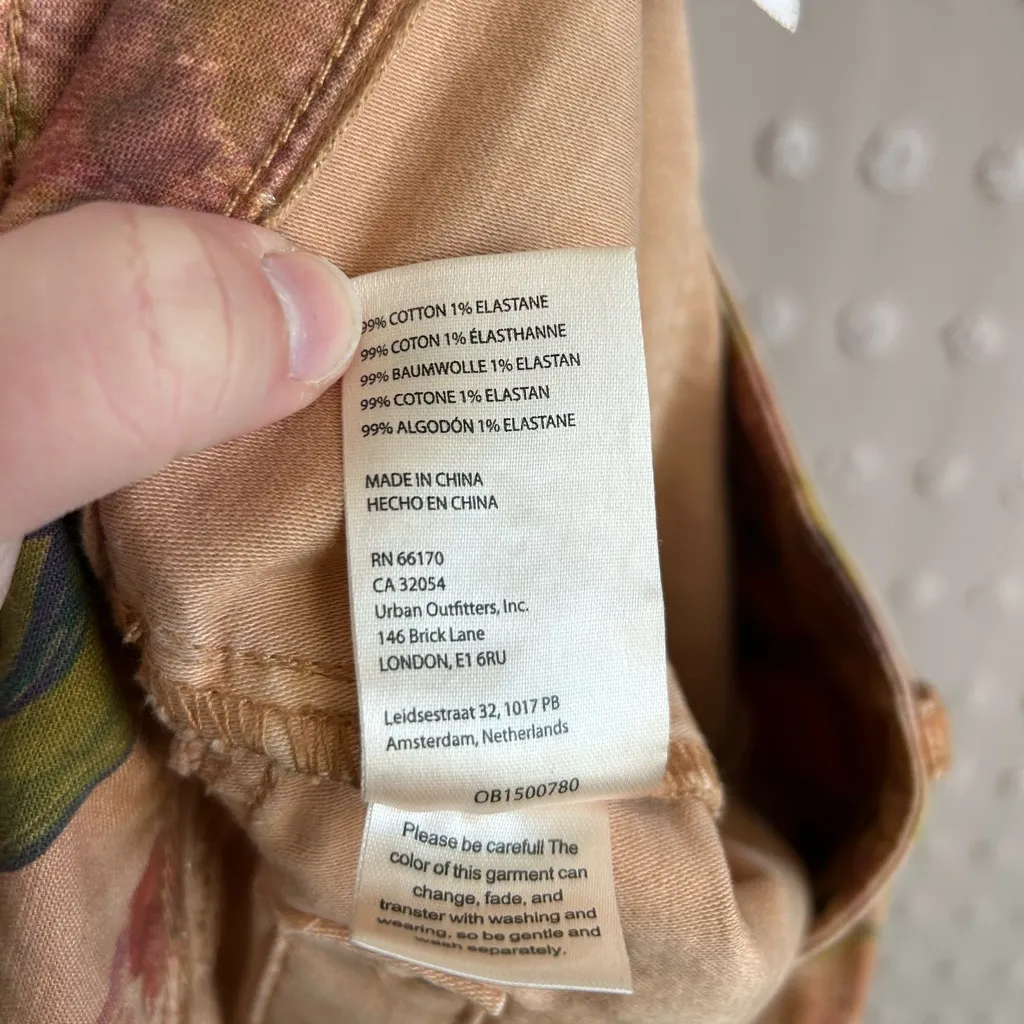 99% COTTON 1% ELASTANE
99% COTON 1% ÉLASTHANNE
99% BAUMWOLLE 1% ELASTAN
99% COTONE 1% ELASTAN
99% ALGODÓN 1% ELASTANE
MADE IN CHINA
HECHO EN CHINA
RN 66170
CA 32054
Urban Outfitters, Inc.
146 Brick Lane
LONDON, E1 6RU
Leidsestraat 32, 1017 PB
Amsterdam, Netherlands
OB1500780
Please be carefull The
color of this garment can
change, fade, and
transter with washing and
wearing, so be gentle and
wash separately.